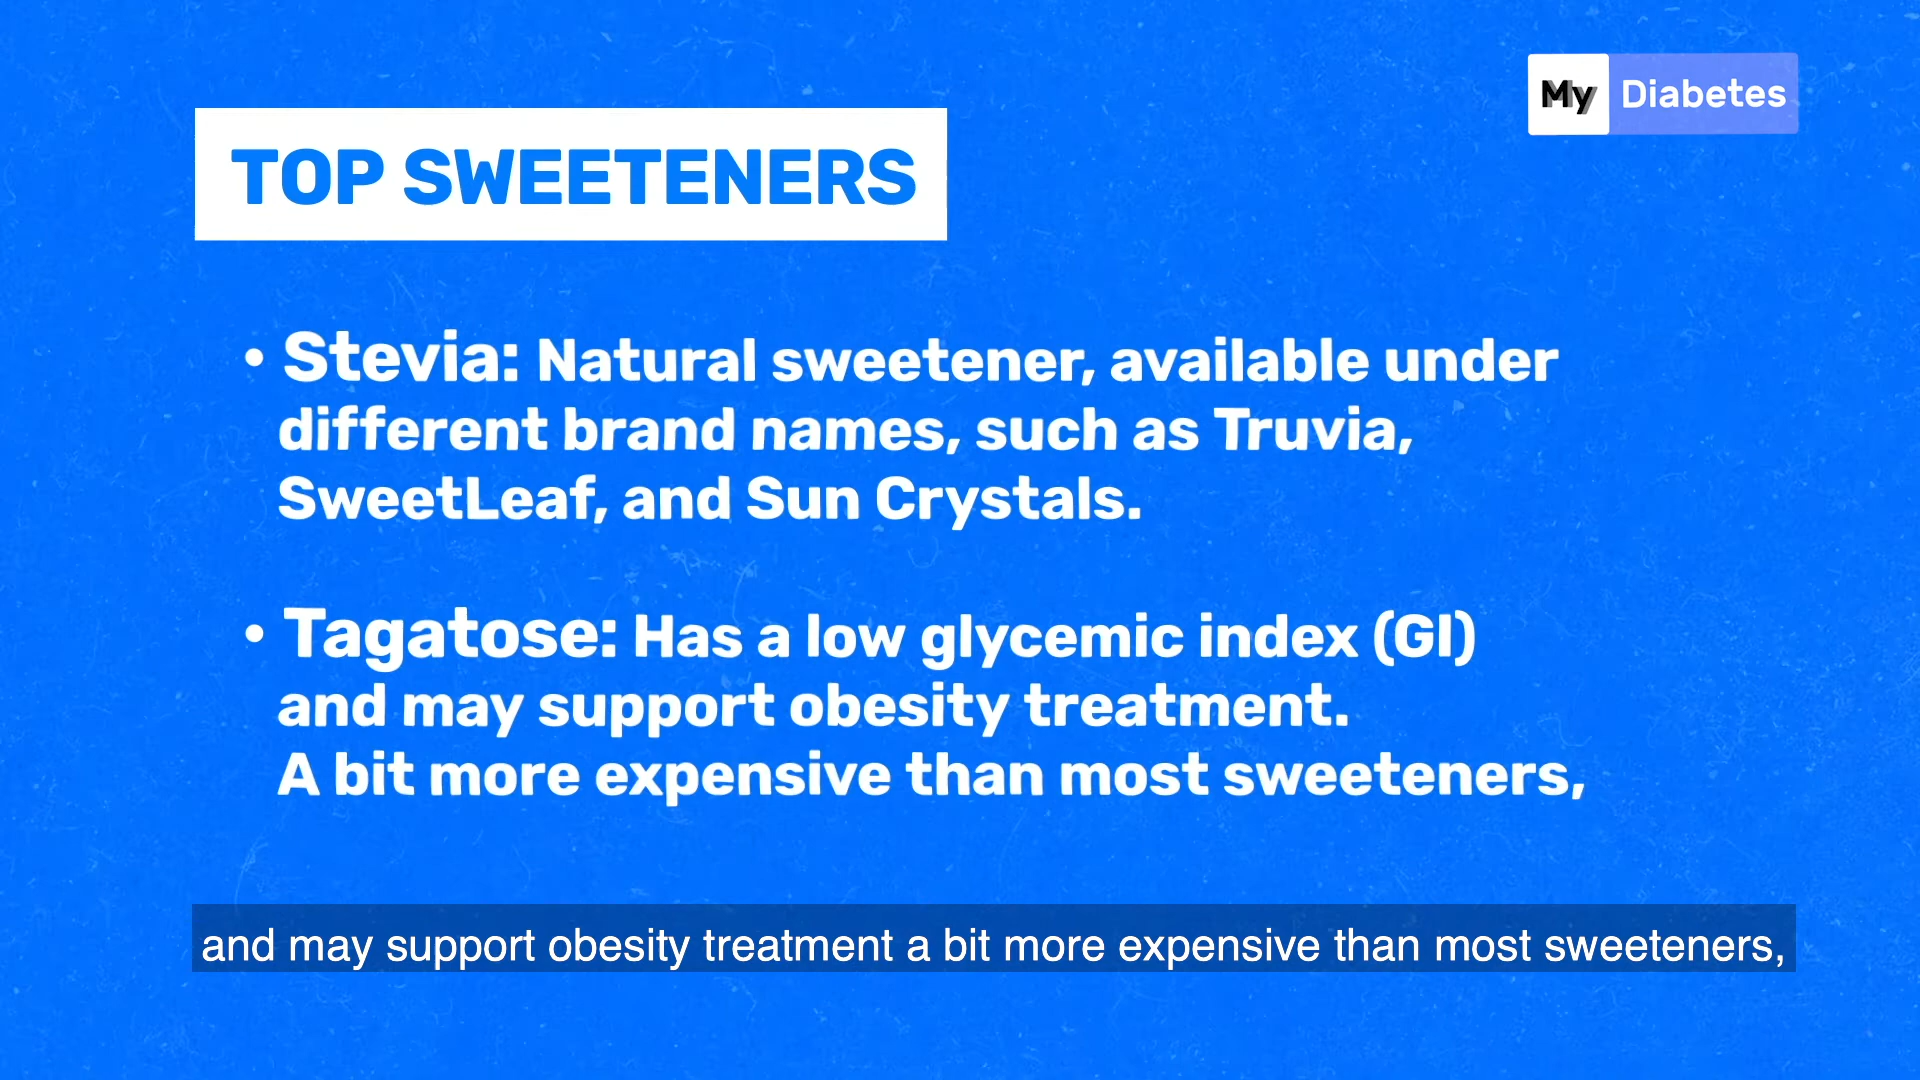 My Diabetes
TOP SWEETENERS
• Stevia: Natural sweetener, available under
different brand names, such as Truvia,
SweetLeaf, and Sun Crystals.
• Tagatose: Has a low glycemic index (GI)
and may support obesity treatment.
A bit more expensive than most sweeteners,
and may support obesity treatment a bit more expensive than most sweeteners,